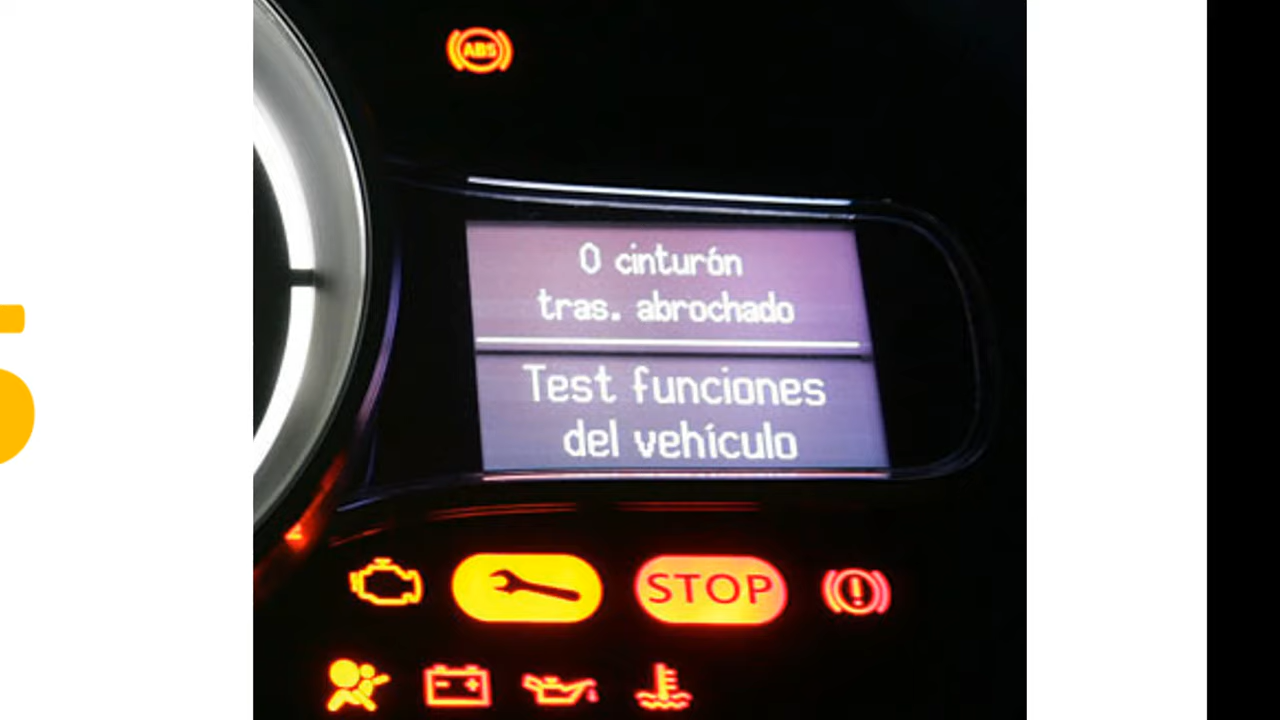 ABS
0 cinturón
tras. abrochado
Test funciones
del vehículo
STOP